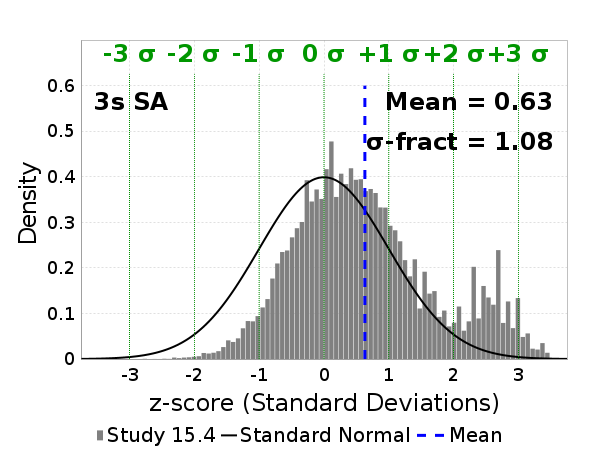 -3 σ -2 σ -1 σ 0 σ +1 σ +2 σ +3 σ
3s SA
Mean = 0.63
σ-fract = 1.08
0.6
0.5
0.4
0.3
0.2
0.1
0
Density
-3 -2 -1 0 1 2 3
z-score (Standard Deviations)
Study 15.4 Standard Normal Mean